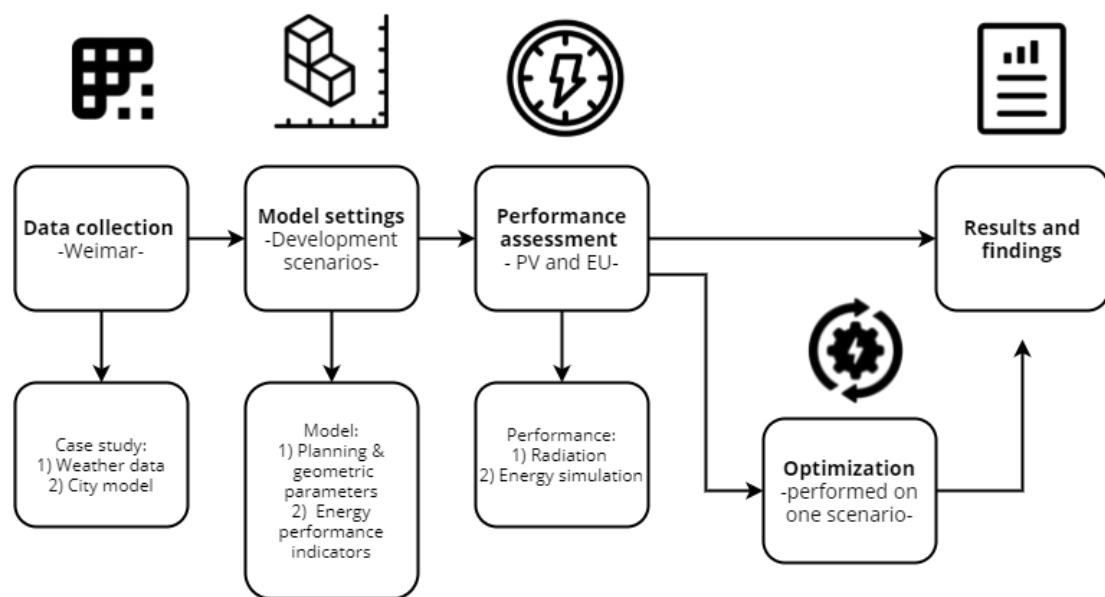 Data collection
-Weimar-
Model settings
-Development
scenarios-
Performance
assessment
- PV and EU-
Results and
findings
Case study:
1) Weather data
2) City model
Model:
1) Planning &
geometric
parameters
2) Energy
performance
indicators
Performance:
1) Radiation
2) Energy simulation
Optimization
-performed on
one scenario-